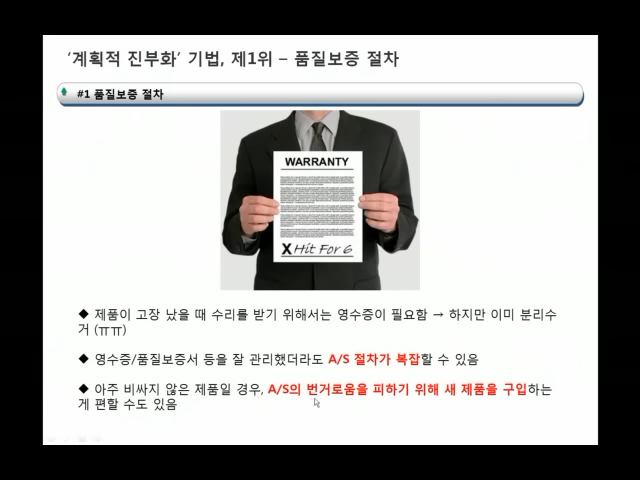 ‘계획적 진부화’ 기법, 제1위 – 품질보증 절차
#1 품질보증 절차
WARRANTY
X Hit For 6
◆ 제품이 고장 났을 때 수리를 받기 위해서는 영수증이 필요함 → 하지만 이미 분리수
거 (ㅠㅠ)
◆ 영수증/품질보증서 등을 잘 관리했더라도 A/S 절차가 복잡할 수 있음
◆ 아주 비싸지 않은 제품일 경우, A/S의 번거로움을 피하기 위해 새 제품을 구입하는
게 편할 수도 있음